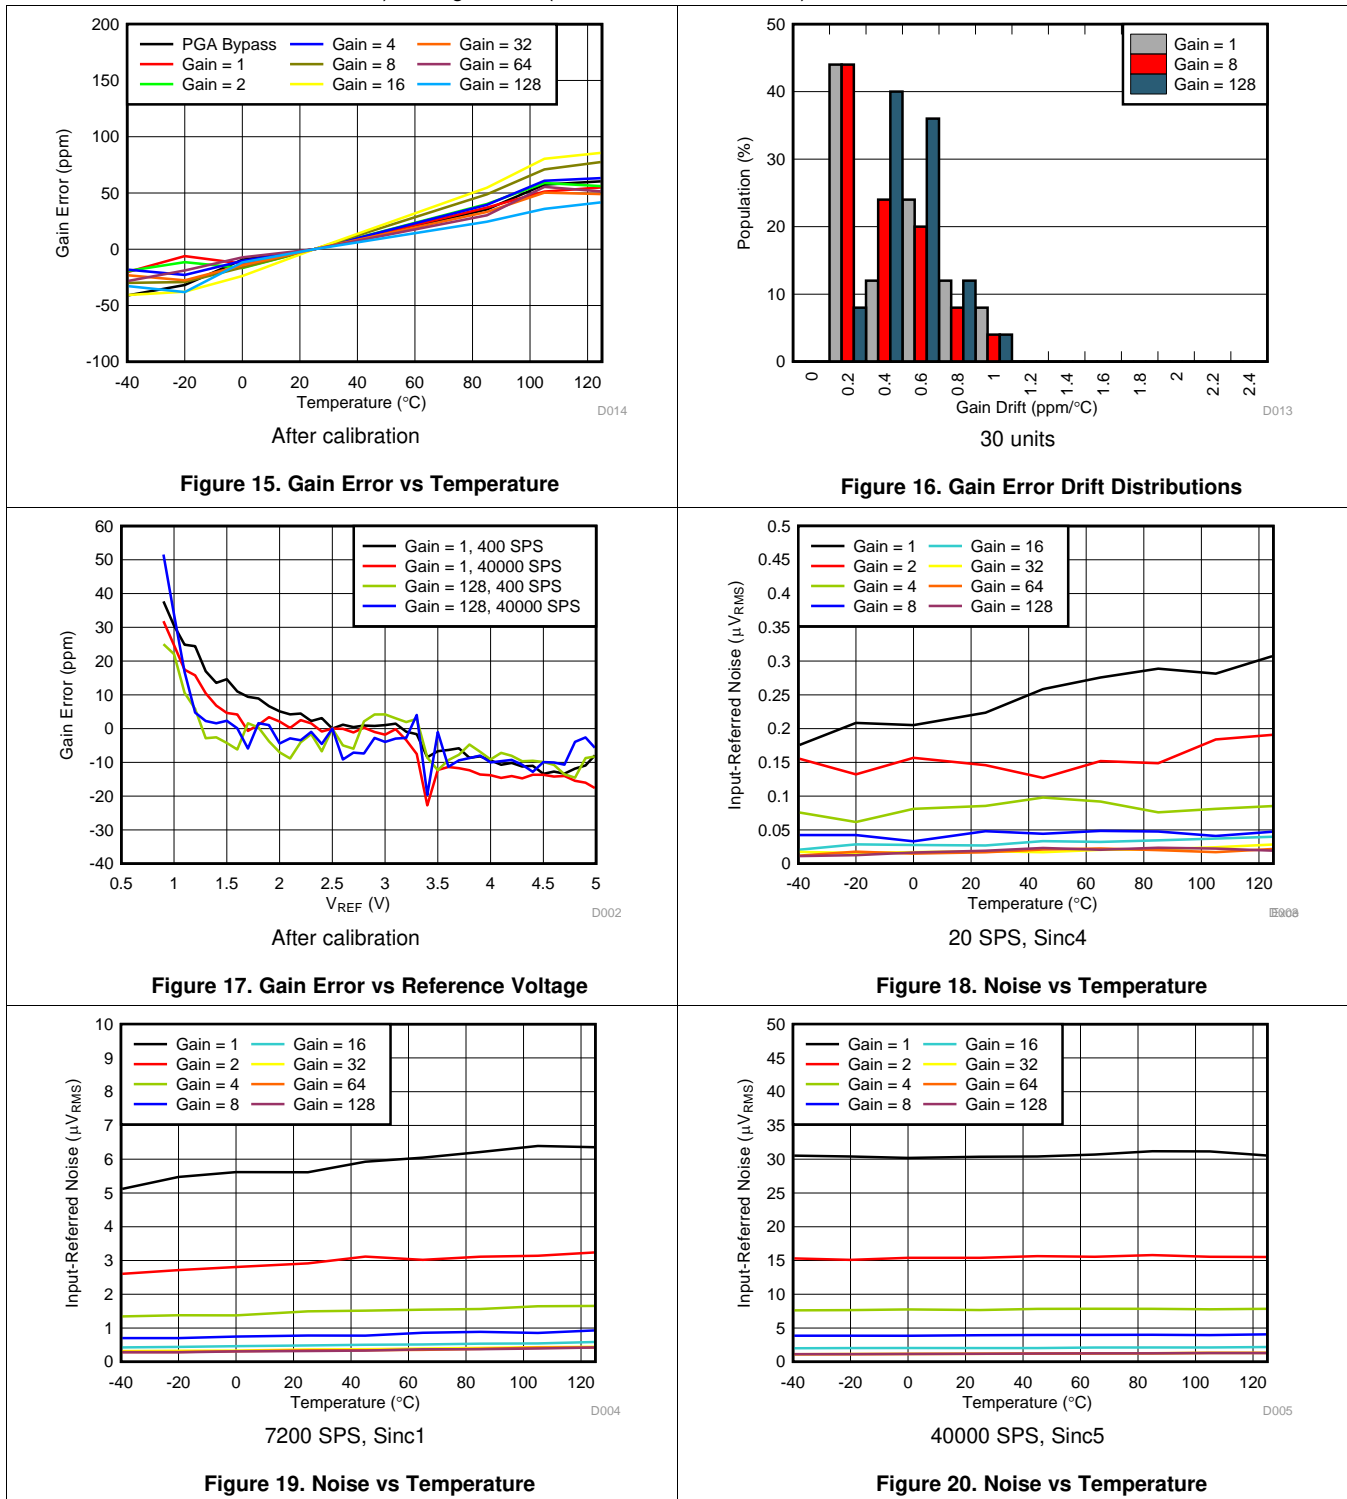 200
150
100
50
0
-50
-100
Gain Error (ppm)
PGA Bypass
Gain = 1
Gain = 2
Gain = 4
Gain = 8
Gain = 16
Gain = 32
Gain = 64
Gain = 128
-40 -20 0 20 40 60 80 100 120
Temperature (°C)
D014
After calibration
Figure 15. Gain Error vs Temperature
50
40
30
20
10
0
Population (%)
Gain = 1
Gain = 8
Gain = 128
0 0.2 0.4 0.6 0.8 1 1.2 1.4 1.6 1.8 2 2.2 2.4
Gain Drift (ppm/°C)
D013
30 units
Figure 16. Gain Error Drift Distributions
60
50
40
30
20
10
0
-10
-20
-30
-40
Gain Error (ppm)
Gain = 1, 400 SPS
Gain = 1, 40000 SPS
Gain = 128, 400 SPS
Gain = 128, 40000 SPS
0.5 1 1.5 2 2.5 3 3.5 4 4.5 5
VREF (V)
D002
After calibration
Figure 17. Gain Error vs Reference Voltage
0.5
0.45
0.4
0.35
0.3
0.25
0.2
0.15
0.1
0.05
0
Input-Referred Noise (µVRMS)
Gain = 1
Gain = 2
Gain = 4
Gain = 8
Gain = 16
Gain = 32
Gain = 64
Gain = 128
-40 -20 0 20 40 60 80 100 120
Temperature (°C)
20 SPS, Sinc4
Figure 18. Noise vs Temperature
10
9
8
7
6
5
4
3
2
1
0
Input-Referred Noise (µVRMS)
Gain = 1
Gain = 2
Gain = 4
Gain = 8
Gain = 16
Gain = 32
Gain = 64
Gain = 128
-40 -20 0 20 40 60 80 100 120
Temperature (°C)
D004
7200 SPS, Sinc1
Figure 19. Noise vs Temperature
50
45
40
35
30
25
20
15
10
5
0
Input-Referred Noise (µVRMS)
Gain = 1
Gain = 2
Gain = 4
Gain = 8
Gain = 16
Gain = 32
Gain = 64
Gain = 128
-40 -20 0 20 40 60 80 100 120
Temperature (°C)
D005
40000 SPS, Sinc5
Figure 20. Noise vs Temperature